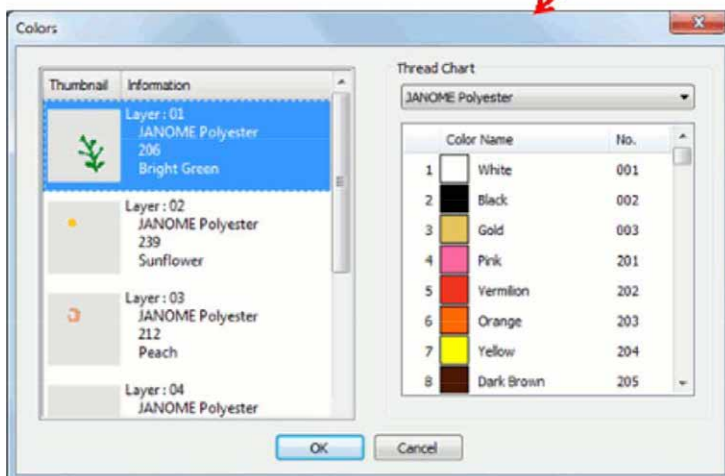 Colors
Thumbnail Information
Layer : 01
JANOME Polyester
206
Bright Green
Layer : 02
JANOME Polyester
239
Sunflower
Layer : 03
JANOME Polyester
212
Peach
Layer : 04
JANOME Polyester
Thread Chart
JANOME Polyester
Color Name No.
1 White 001
2 Black 002
3 Gold 003
4 Pink 201
5 Vermilion 202
6 Orange 203
7 Yellow 204
8 Dark Brown 205
OK Cancel